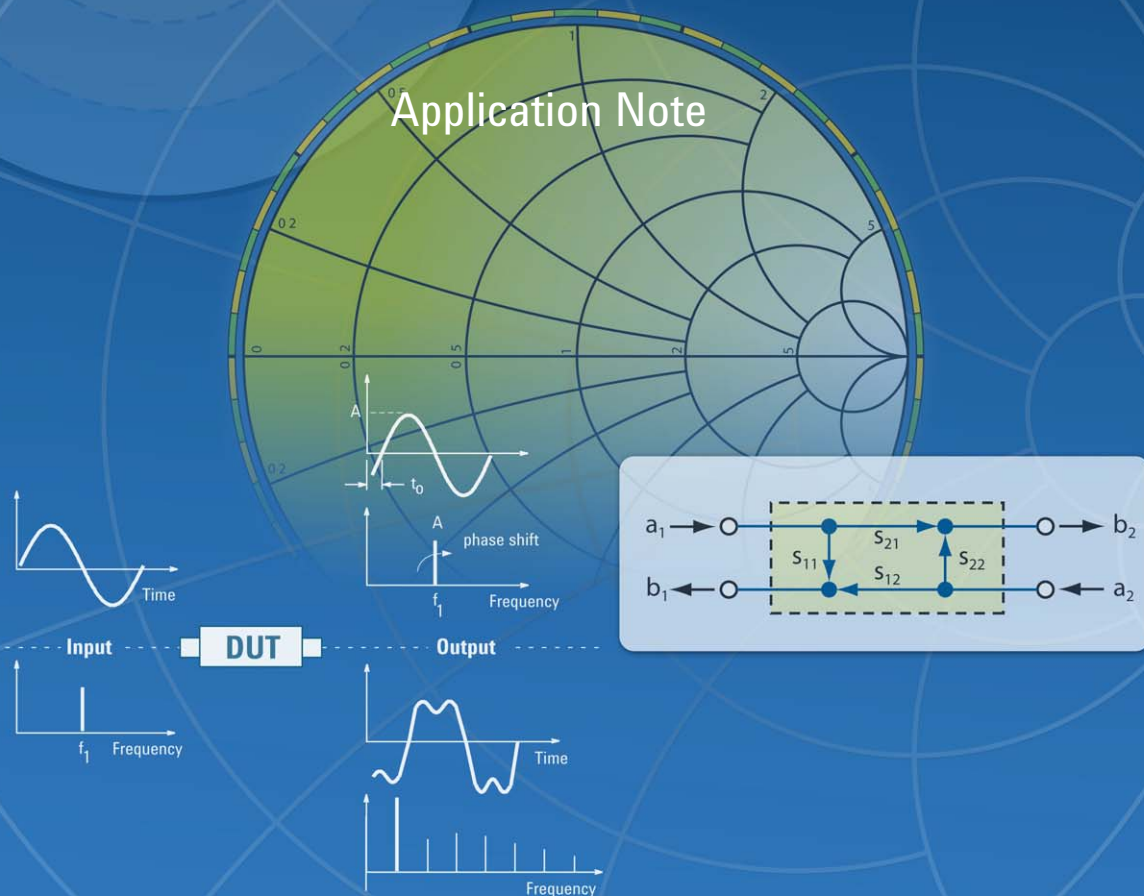 Application Note
1
0 5
2
0 2
5
0
0 2
0 5
1
2
5
0 2
A
t₀
A
phase shift
f₁
Frequency
Time
Input
DUT
Output
f₁
Frequency
Time
Frequency
a₁
s₂₁
b₂
s₁₁
s₂₂
s₁₂
b₁
a₂